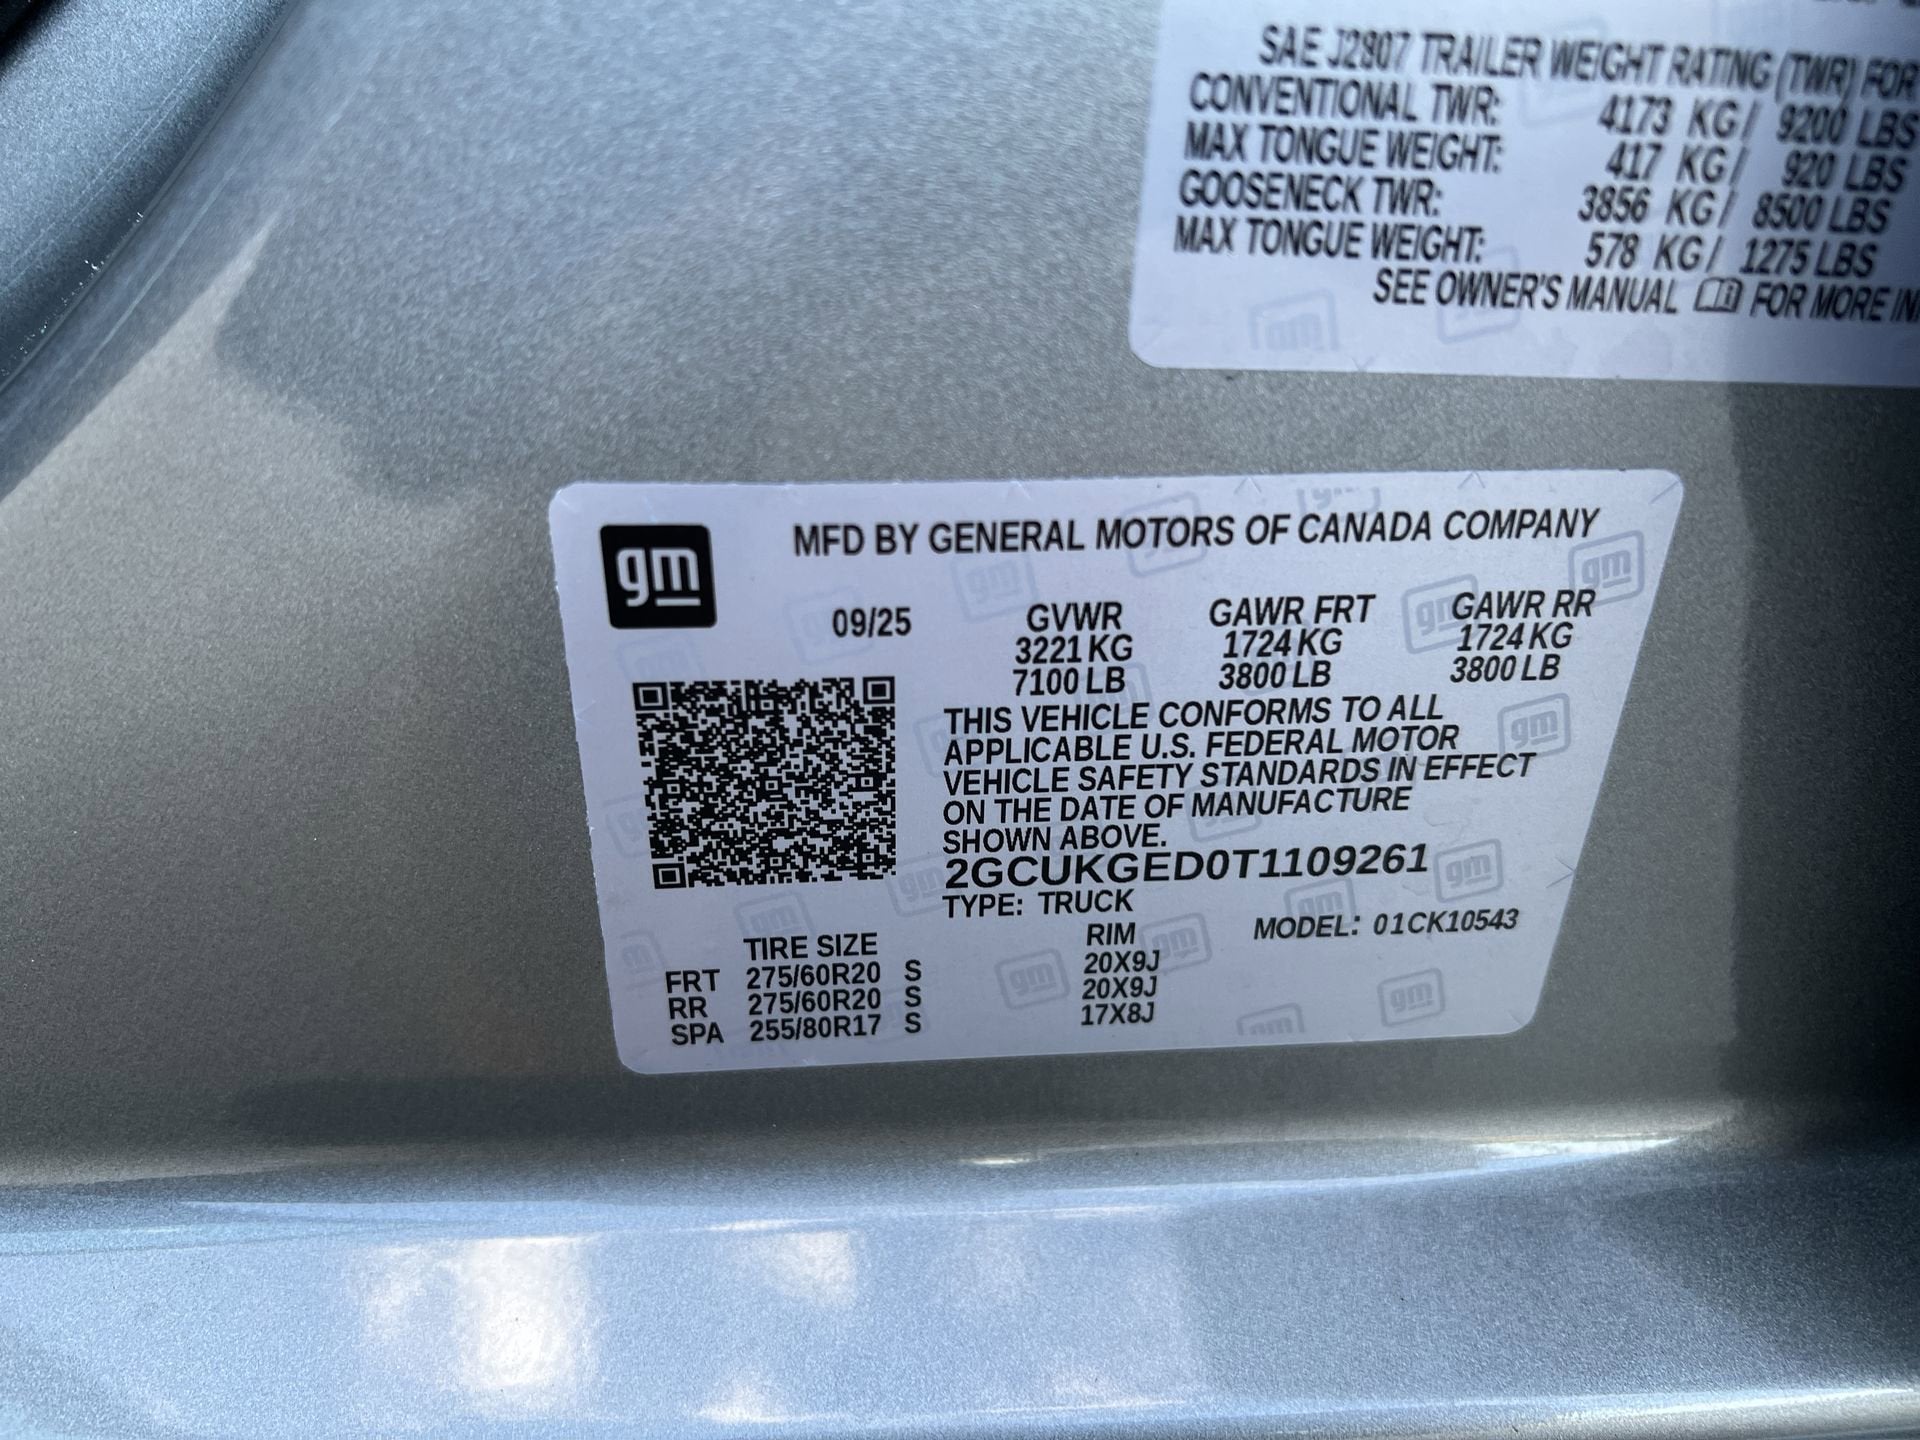 SAE J2807 TRAILER WEIGHT RATING (TWR) FOR
CONVENTIONAL TWR: 4173 KG/ 9200 LBS
MAX TONGUE WEIGHT: 417 KG/ 920 LBS
GOOSENECK TWR: 3856 KG/ 8500 LBS
MAX TONGUE WEIGHT: 578 KG/ 1275 LBS
SEE OWNER'S MANUAL FOR MORE
gm
MFD BY GENERAL MOTORS OF CANADA COMPANY
09/25 GVWR GAWR FRT GAWR RR
3221 KG 1724 KG 1724 KG
7100 LB 3800 LB 3800 LB
THIS VEHICLE CONFORMS TO ALL
APPLICABLE U.S. FEDERAL MOTOR
VEHICLE SAFETY STANDARDS IN EFFECT
ON THE DATE OF MANUFACTURE
SHOWN ABOVE.
2GCUKGED0T1109261
TYPE: TRUCK
MODEL: 01CK10543
TIRE SIZE RIM
FRT 275/60R20 S 20X9J
RR 275/60R20 S 20X9J
SPA 255/80R17 S 17X8J